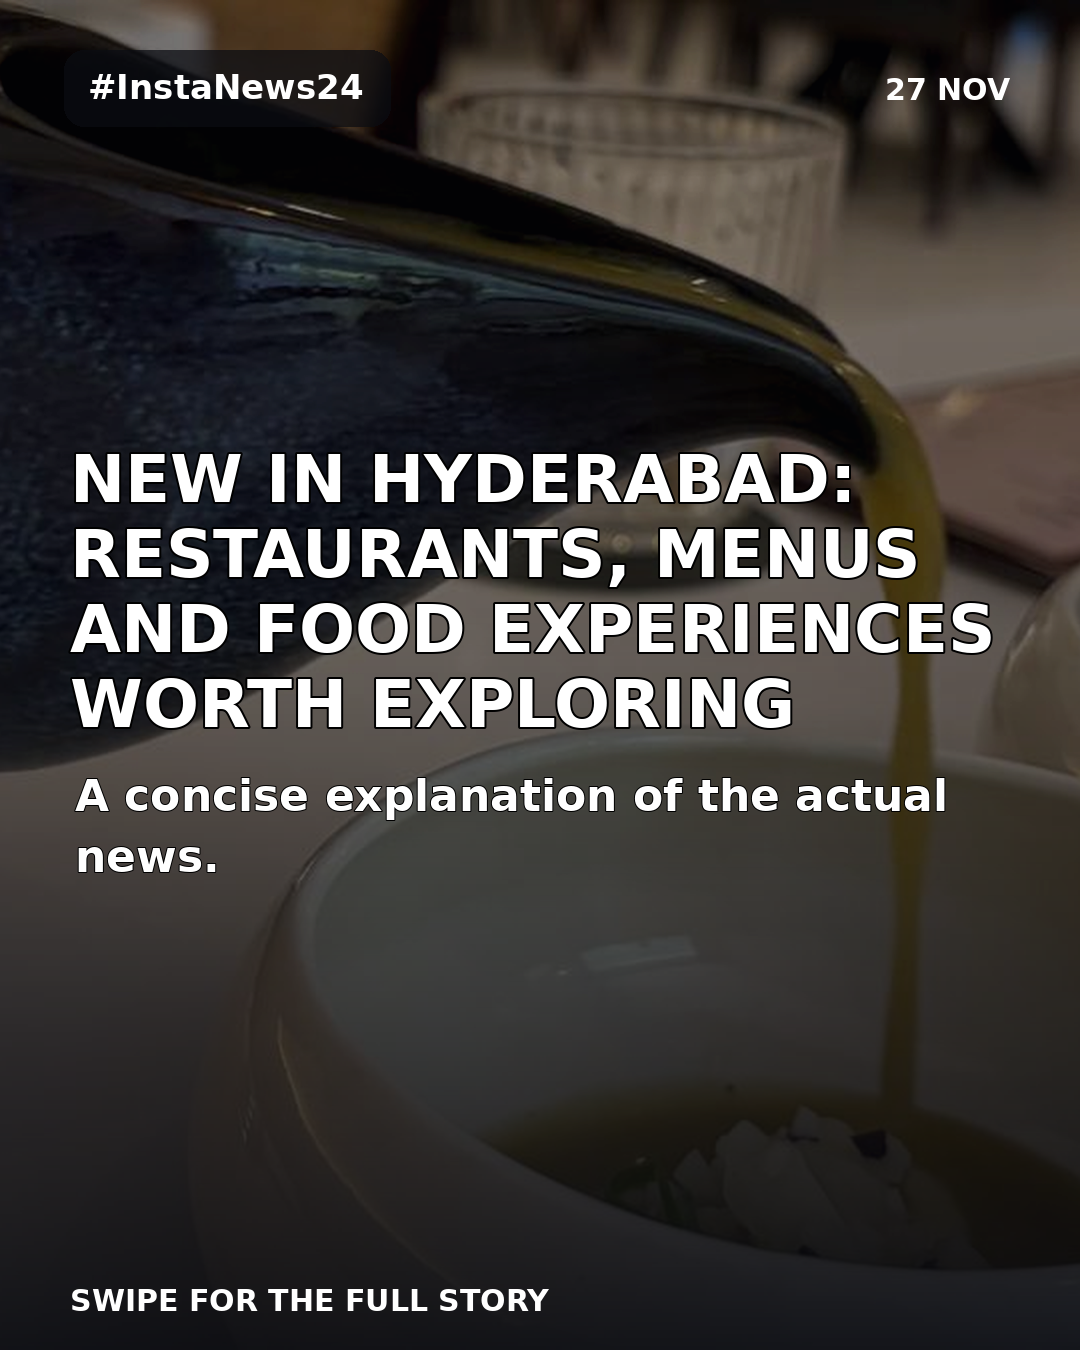 #InstaNews24
27 NOV
NEW IN HYDERABAD:
RESTAURANTS, MENUS
AND FOOD EXPERIENCES
WORTH EXPLORING
A concise explanation of the actual
news.
SWIPE FOR THE FULL STORY